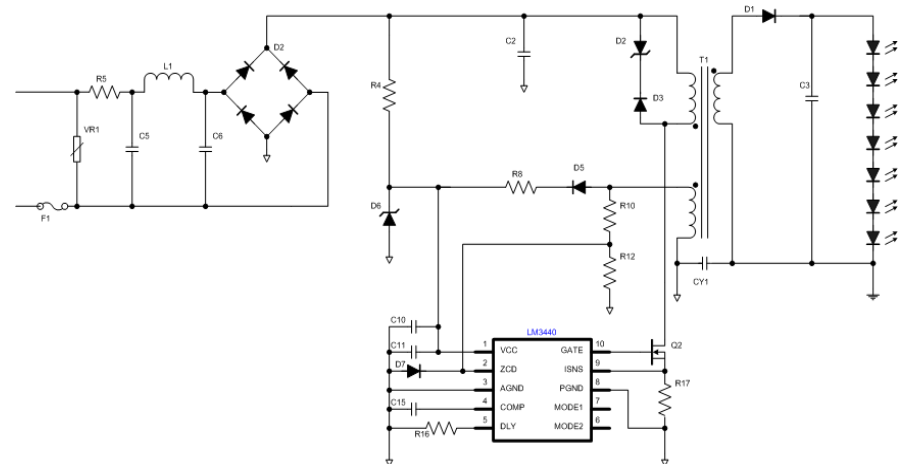 D1
D2
D2
C2
T1
L1
R5
R4
D3
C3
VR1
C5
C6
D5
R8
F1
D6
R10
R12
CY1
C10
LM3440
C11
1
VCC
GATE
10
Q2
D7
2
ZCD
ISNS
9
3
AGND
PGND
8
R17
C15
4
COMP
MODE1
7
R16
5
DLY
MODE2
6